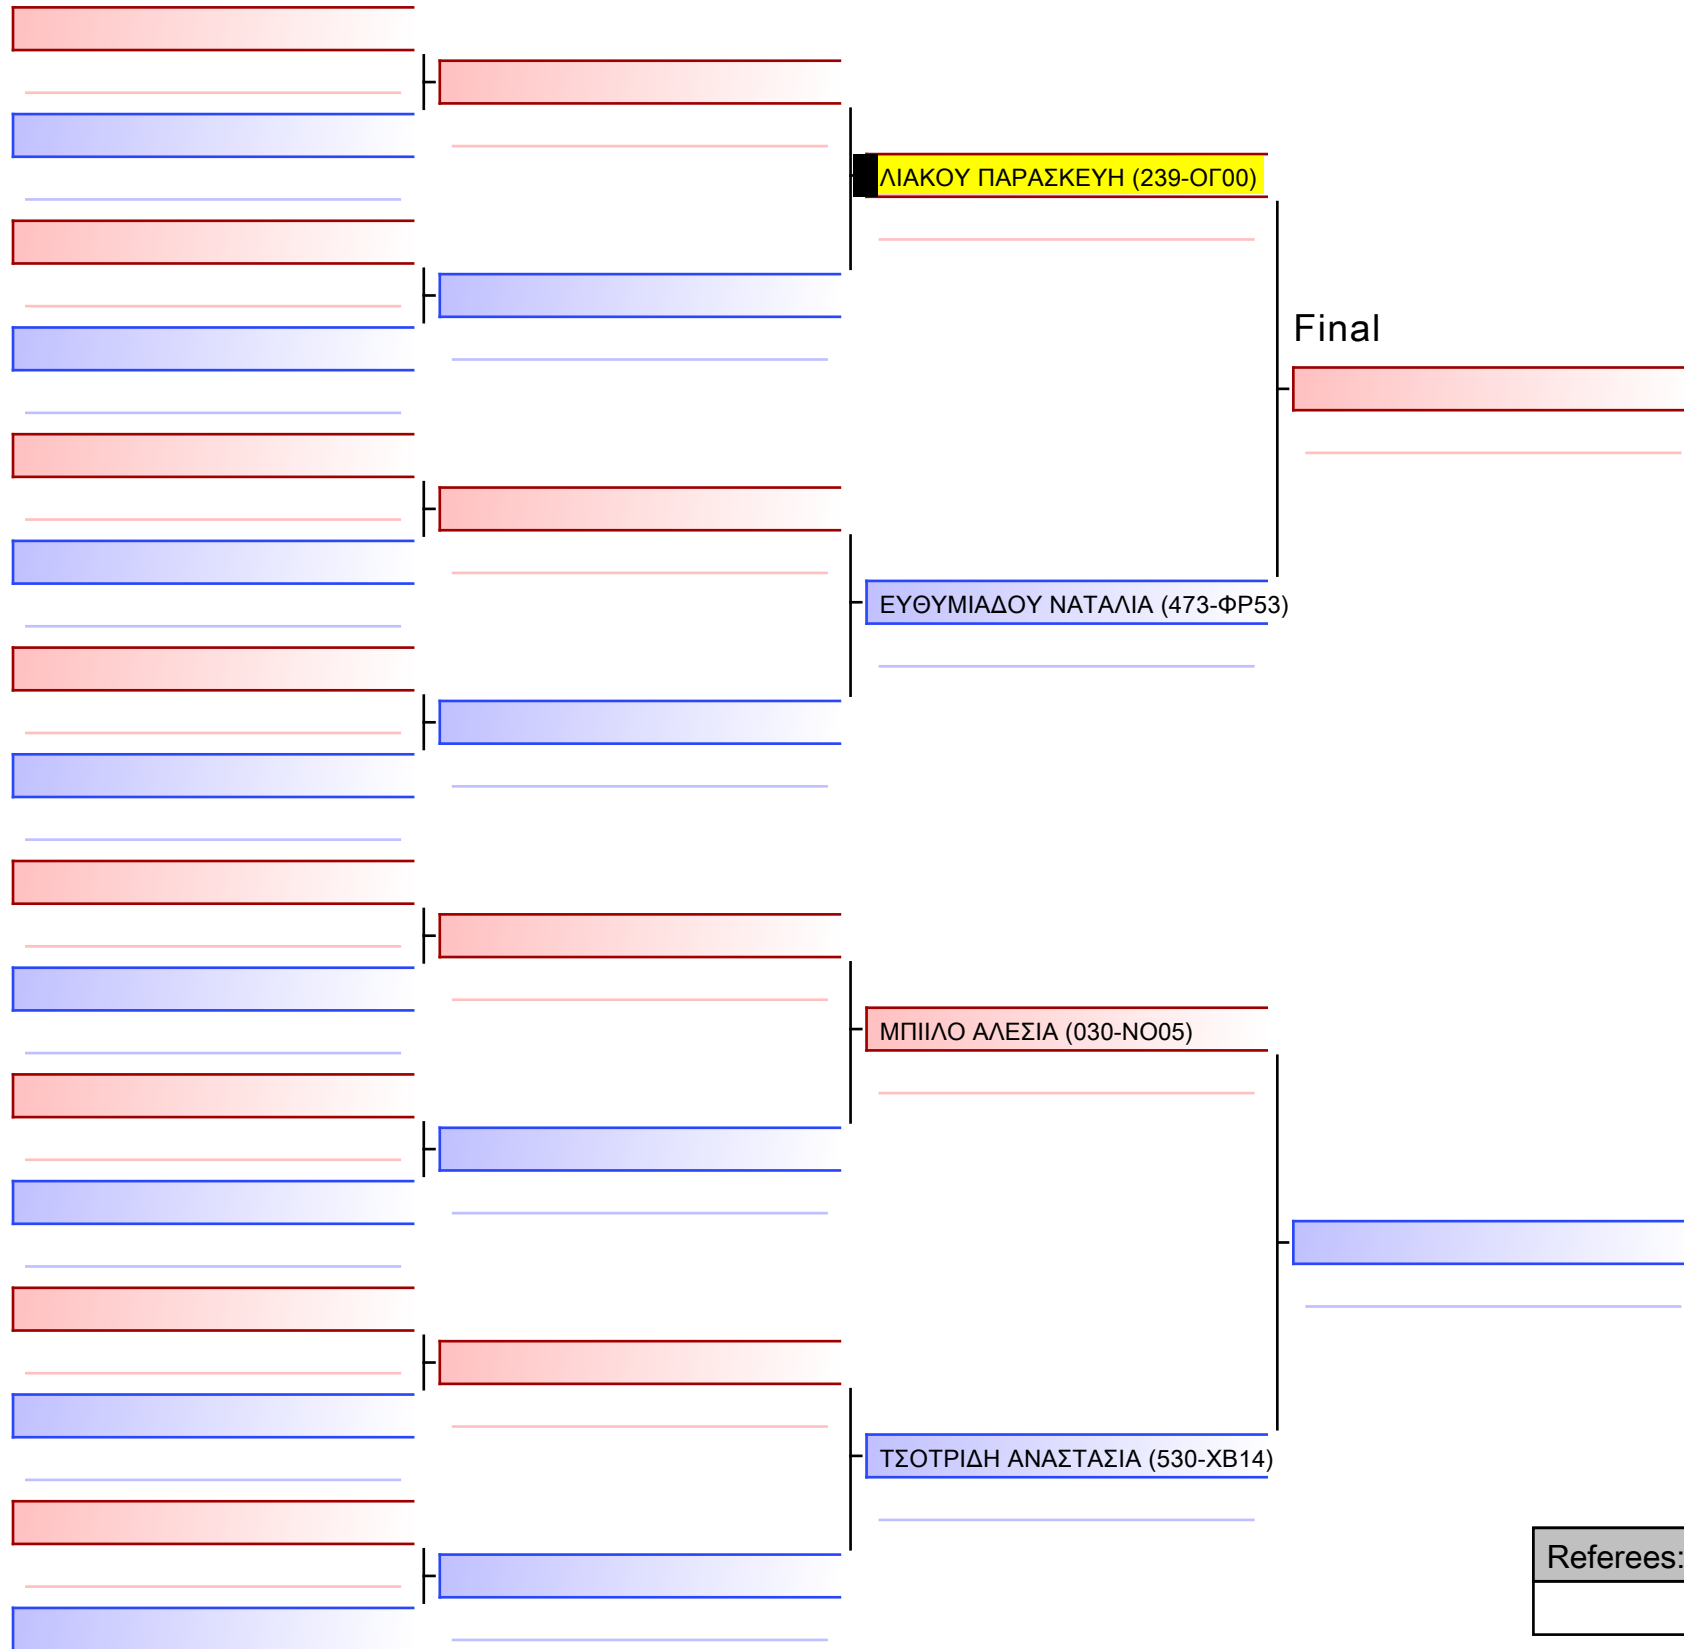 ΛΙΑΚΟΥ ΠΑΡΑΣΚΕΥΗ (239-ΟΓ00)
Final
ΕΥΘΥΜΙΑΔΟΥ ΝΑΤΑΛΙΑ (473-ΦΡ53)
ΜΠΙΙΛΟ ΑΛΕΣΙΑ (030-ΝΟ05)
ΤΣΟΤΡΙΔΗ ΑΝΑΣΤΑΣΙΑ (530-ΧΒ14)
Referees: